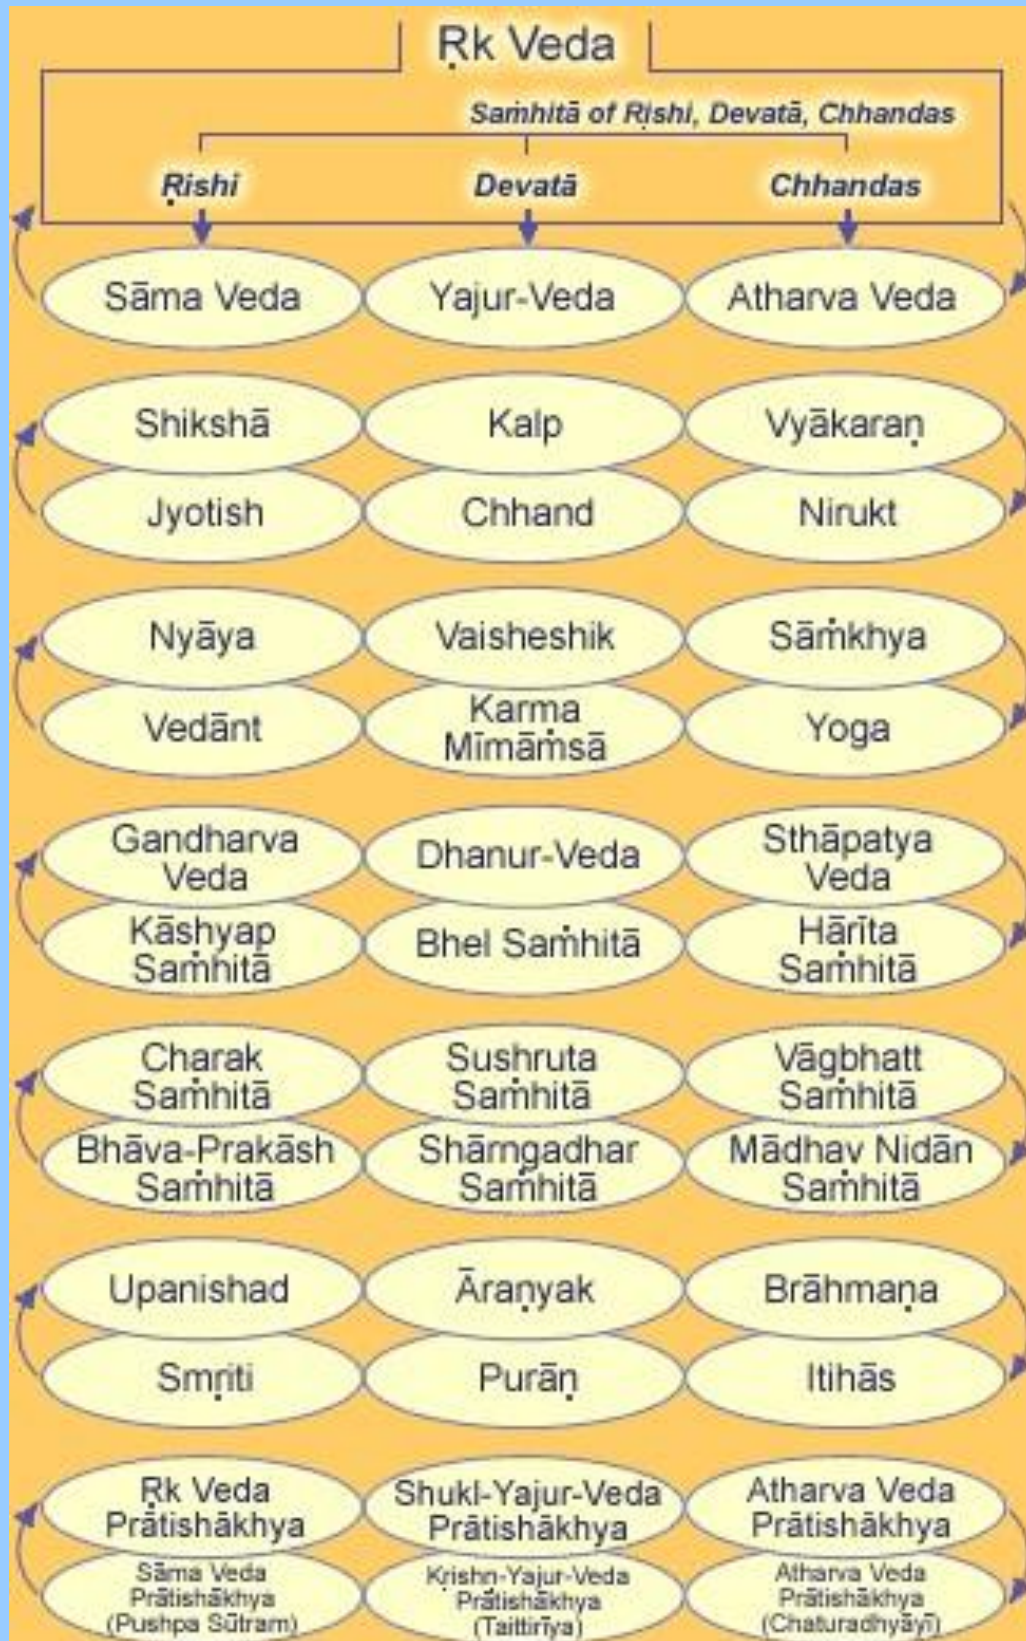 Ṛk Veda
Saṁhitā of Ṛishi, Devatā, Chhandas
Ṛishi Devatā Chhandas
Sāma Veda Yajur-Veda Atharva Veda
Shikshā Kalp Vyākaraṇ
Jyotish Chhand Nirukt
Nyāya Vaisheshik Sāṁkhya
Vedānt
Karma
Mīmāṁsā
Yoga
Gandharva
Veda
Dhanur-Veda
Sthāpatya
Veda
Kāshyap
Saṁhitā
Bhel Saṁhitā
Hārīta
Saṁhitā
Charak
Saṁhitā
Sushruta
Saṁhitā
Vāgbhatt
Saṁhitā
Bhāva-Prakāsh
Saṁhitā
Shārngadhar
Saṁhitā
Mādhav Nidān
Saṁhitā
Upanishad Āraṇyak Brāhmaṇa
Smṛiti Purāṇ Itihās
Ṛk Veda
Prātishākhya
Shukl-Yajur-Veda
Prātishākhya
Atharva Veda
Prātishākhya
Sāma Veda
Prātishākhya
(Pushpa Sūtram)
Kṛishṇ-Yajur-Veda
Prātishākhya
(Taittirīya)
Atharva Veda
Prātishākhya
(Chaturadhyāyī)